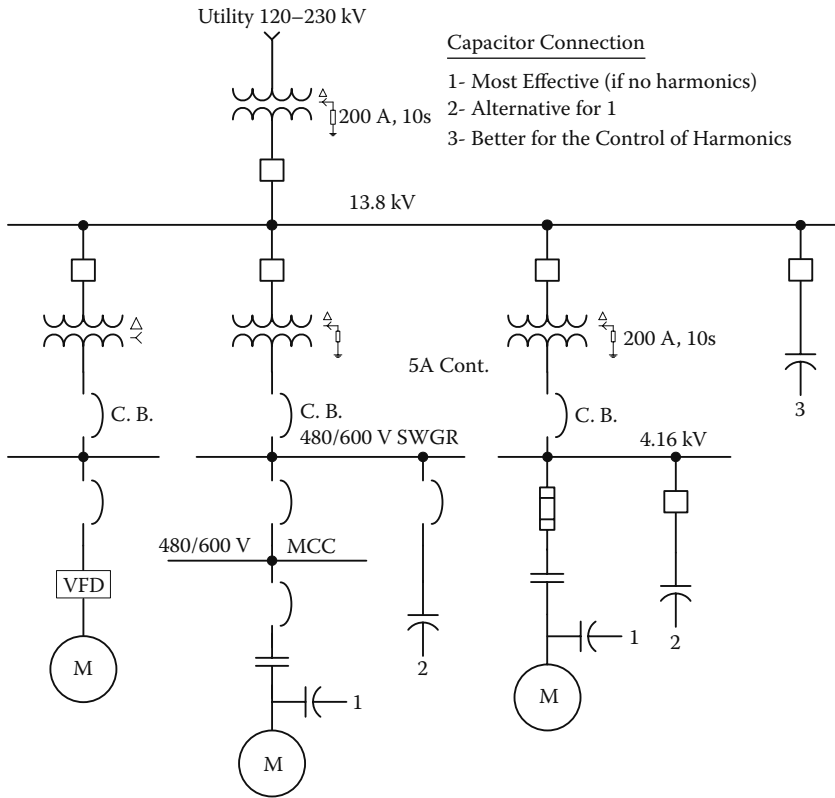 Utility 120–230 kV
Capacitor Connection
1- Most Effective (if no harmonics)
2- Alternative for 1
3- Better for the Control of Harmonics
200 A, 10s
13.8 kV
200 A, 10s
5A Cont.
3
C. B.
C. B.
C. B.
480/600 V SWGR
4.16 kV
480/600 V
MCC
VFD
M
2
1
2
1
M
M